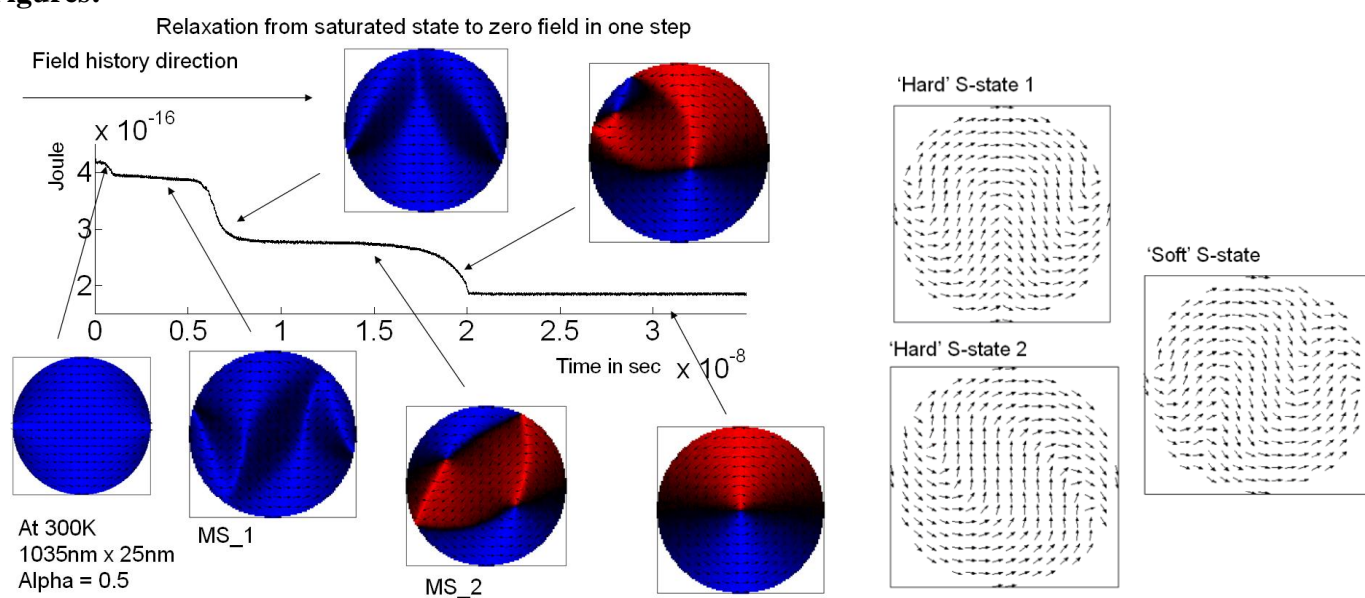 Figures:
Relaxation from saturated state to zero field in one step
Field history direction
x 10-16
Joule
4
3
2
0 0.5 1 1.5 2 2.5 3
Time in sec x 10-8
At 300K
1035nm x 25nm
Alpha = 0.5
MS_1
MS_2
'Hard' S-state 1
'Soft' S-state
'Hard' S-state 2